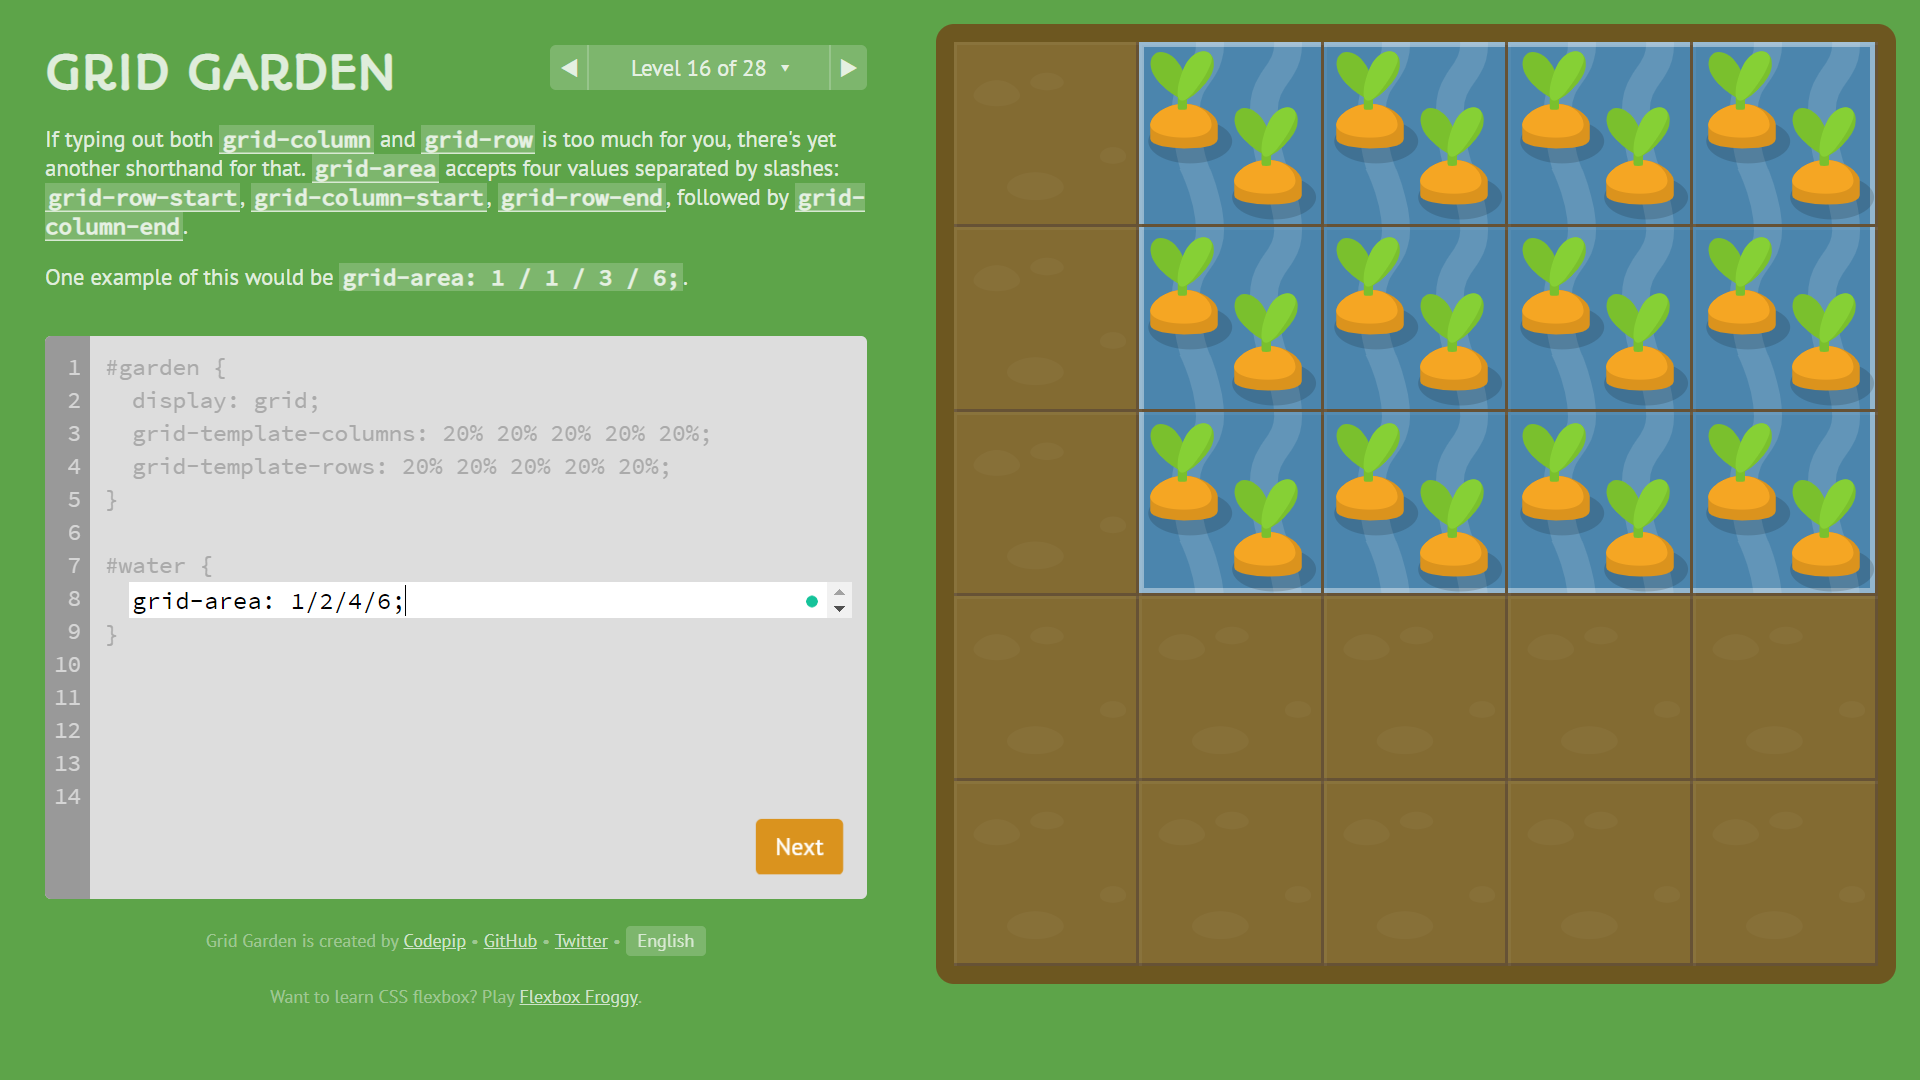 GRID GARDEN
◀ Level 16 of 28 ▼ ▶
If typing out both grid-column and grid-row is too much for you, there's yet
another shorthand for that. grid-area accepts four values separated by slashes:
grid-row-start, grid-column-start, grid-row-end, followed by grid-
column-end.
One example of this would be grid-area: 1 / 1 / 3 / 6;.
1 #garden {
2 display: grid;
3 grid-template-columns: 20% 20% 20% 20% 20%;
4 grid-template-rows: 20% 20% 20% 20% 20%;
5 }
6
7 #water {
8 grid-area: 1/2/4/6;
9 }
10
11
12
13
14
Next
Grid Garden is created by Codepip • GitHub • Twitter • English
Want to learn CSS flexbox? Play Flexbox Froggy.